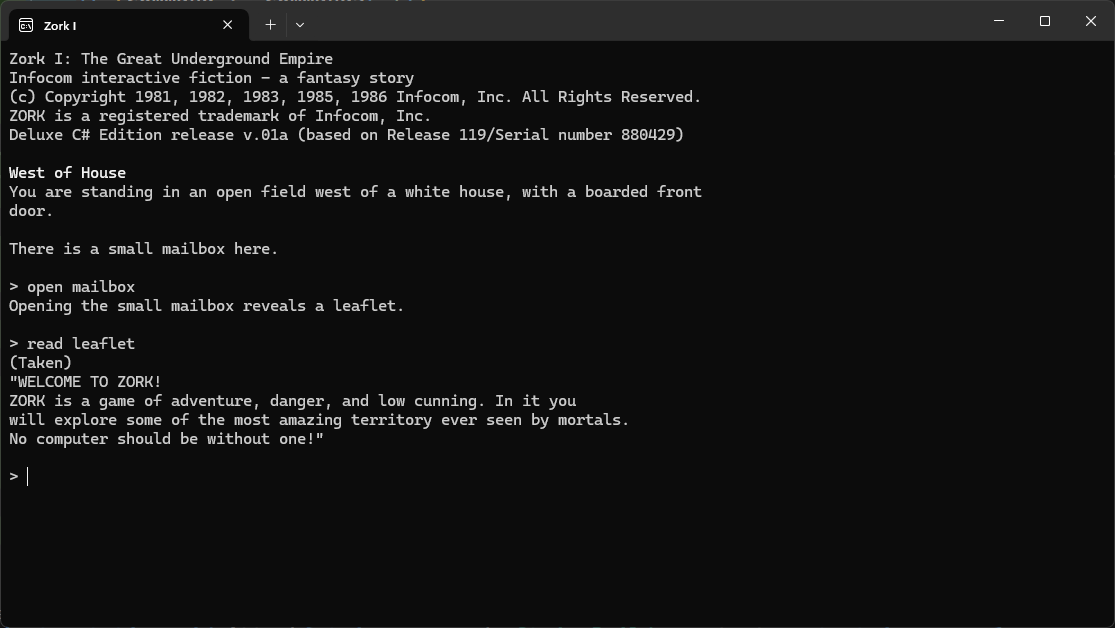 Zork I
Zork I: The Great Underground Empire
Infocom interactive fiction – a fantasy story
(c) Copyright 1981, 1982, 1983, 1985, 1986 Infocom, Inc. All Rights Reserved.
ZORK is a registered trademark of Infocom, Inc.
Deluxe C# Edition release v.01a (based on Release 119/Serial number 880429)
West of House
You are standing in an open field west of a white house, with a boarded front
door.
There is a small mailbox here.
> open mailbox
Opening the small mailbox reveals a leaflet.
> read leaflet
(Taken)
"WELCOME TO ZORK!
ZORK is a game of adventure, danger, and low cunning. In it you
will explore some of the most amazing territory ever seen by mortals.
No computer should be without one!"
>